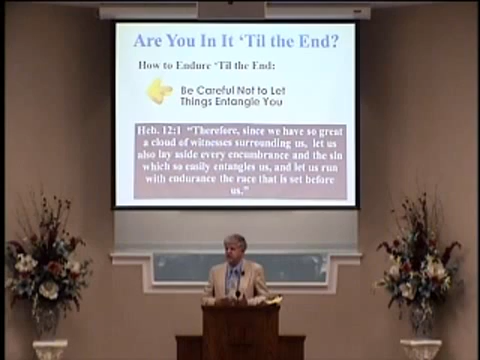 Are You In It ‘Til the End?
How to Endure ‘Til the End:
Be Careful Not to Let
Things Entangle You
Heb. 12:1 “Therefore, since we have so great
a cloud of witnesses surrounding us, let us
also lay aside every encumbrance and the sin
which so easily entangles us, and let us run
with endurance the race that is set before
us.”